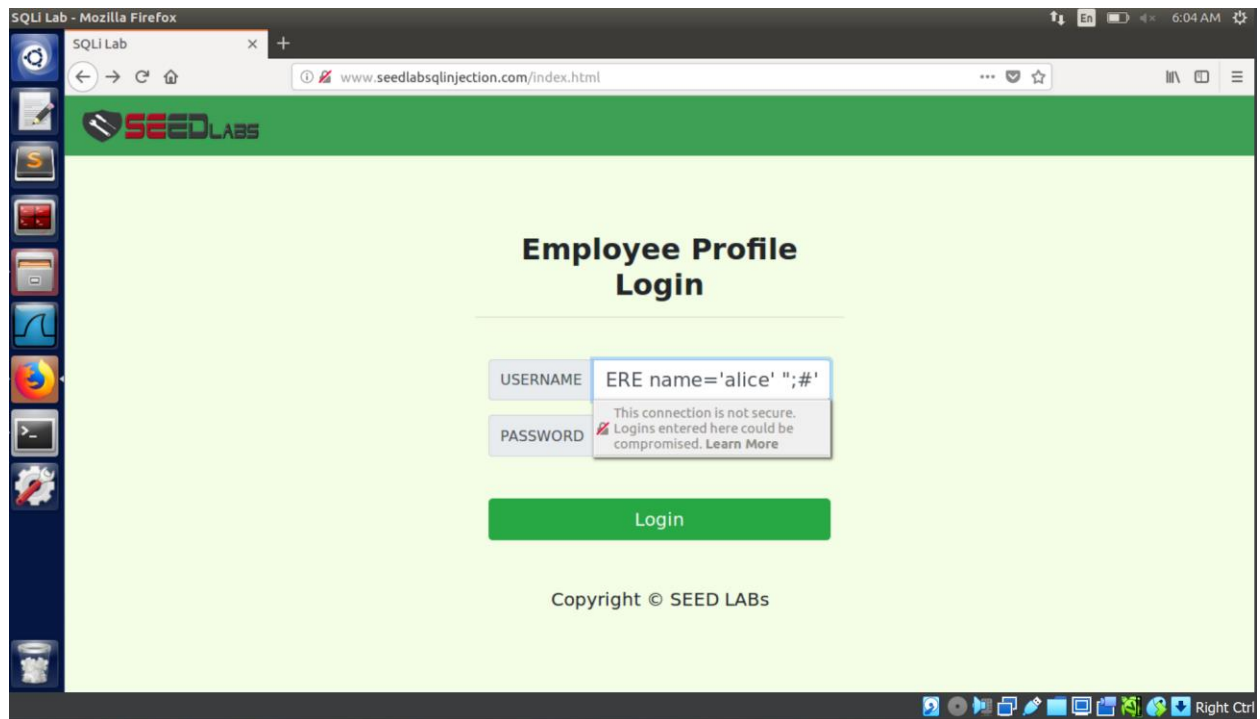 SQLi Lab - Mozilla Firefox
En
6:04 AM
SQLi Lab
www.seedlabsqlinjection.com/index.html
SEEDLABS
Employee Profile
Login
USERNAME
ERE name='alice' ";#'
This connection is not secure.
Logins entered here could be
compromised. Learn More
PASSWORD
Login
Copyright © SEED LABs
Right Ctrl